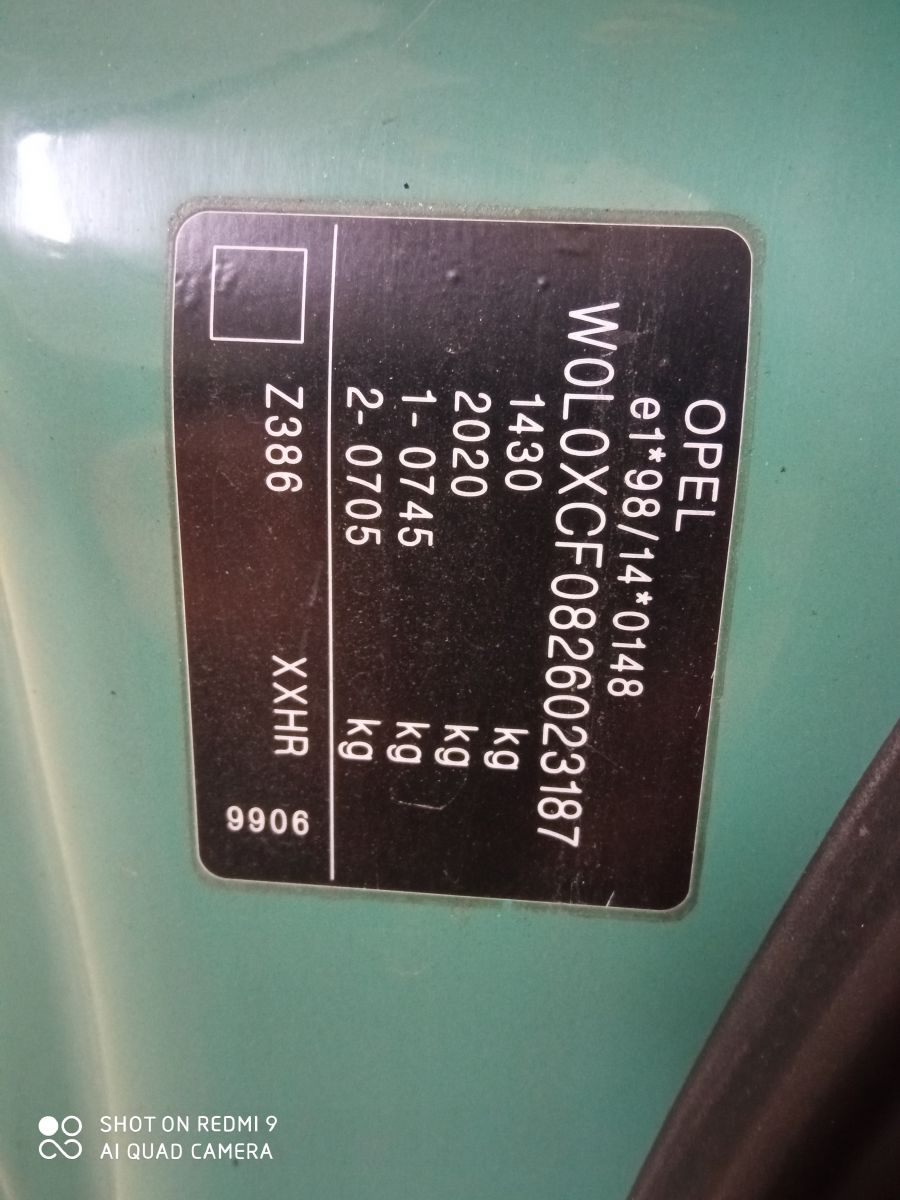 OPEL
e1*98/14*0148
W0L0XCF0826023187
1430 kg
2020 kg
1- 0745 kg
2- 0705 kg
Z386 XXHR 9906
SHOT ON REDMI 9
AI QUAD CAMERA